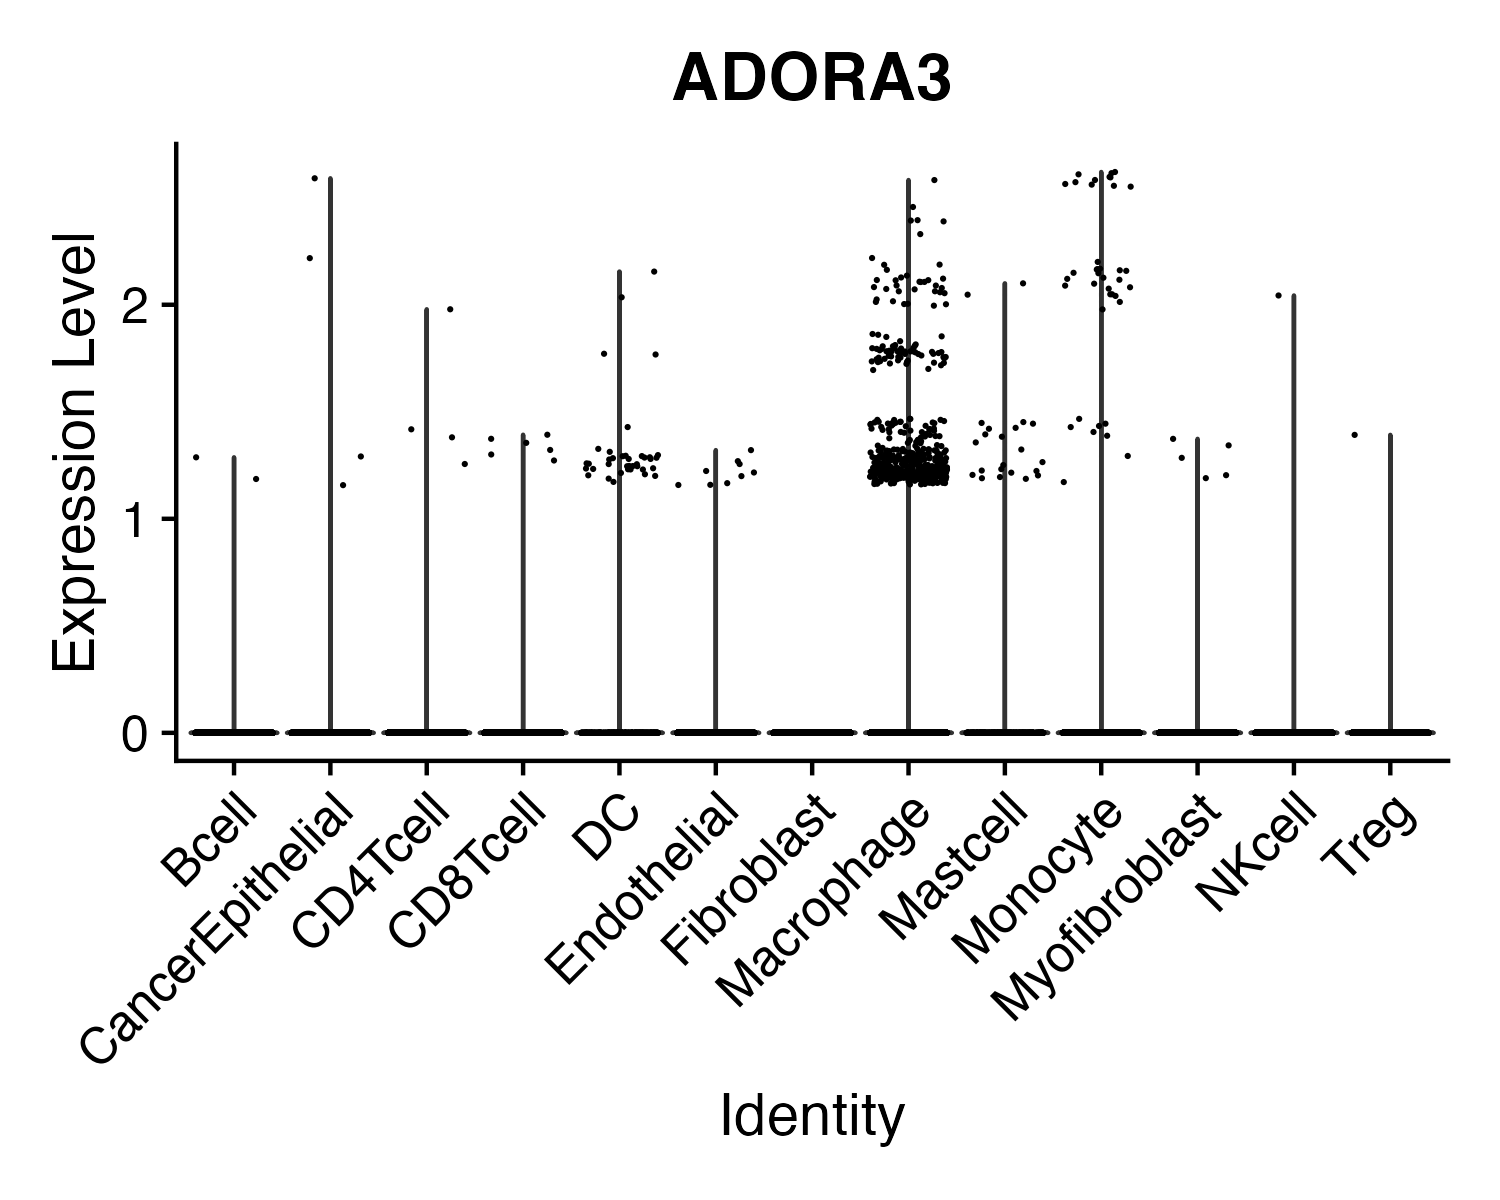 ADORA3
Expression Level
2
1
0
Bcell
CancerEpithelial
CD4Tcell
CD8Tcell
DC
Endothelial
Fibroblast
Macrophage
Mastcell
Monocyte
Myofibroblast
NKcell
Treg
Identity